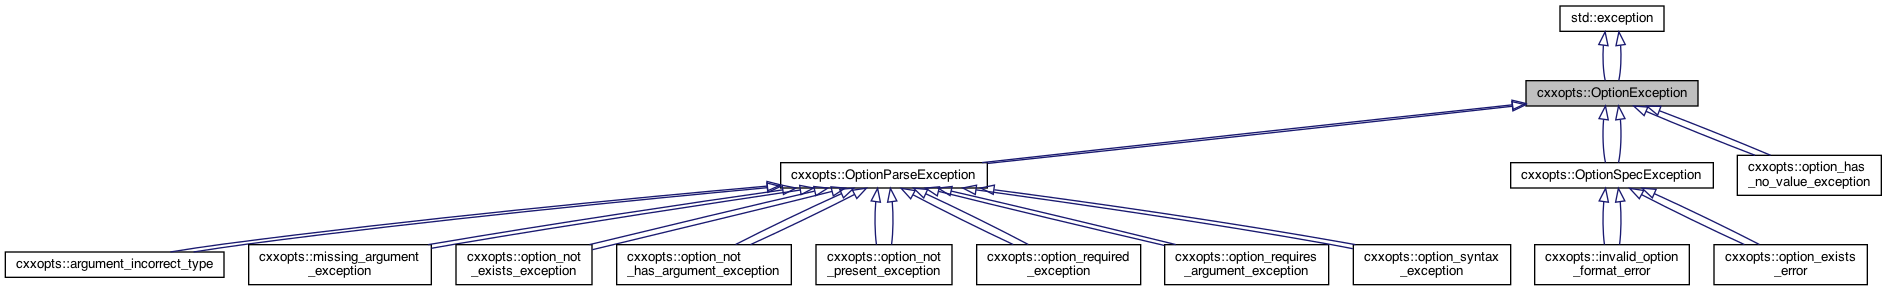 std::exception
cxxopts::OptionException
cxxopts::OptionParseException
cxxopts::OptionSpecException
cxxopts::option_has
_no_value_exception
cxxopts::argument_incorrect_type
cxxopts::missing_argument
_exception
cxxopts::option_not
_exists_exception
cxxopts::option_not
_has_argument_exception
cxxopts::option_not
_present_exception
cxxopts::option_required
_exception
cxxopts::option_requires
_argument_exception
cxxopts::option_syntax
_exception
cxxopts::invalid_option
_format_error
cxxopts::option_exists
_error